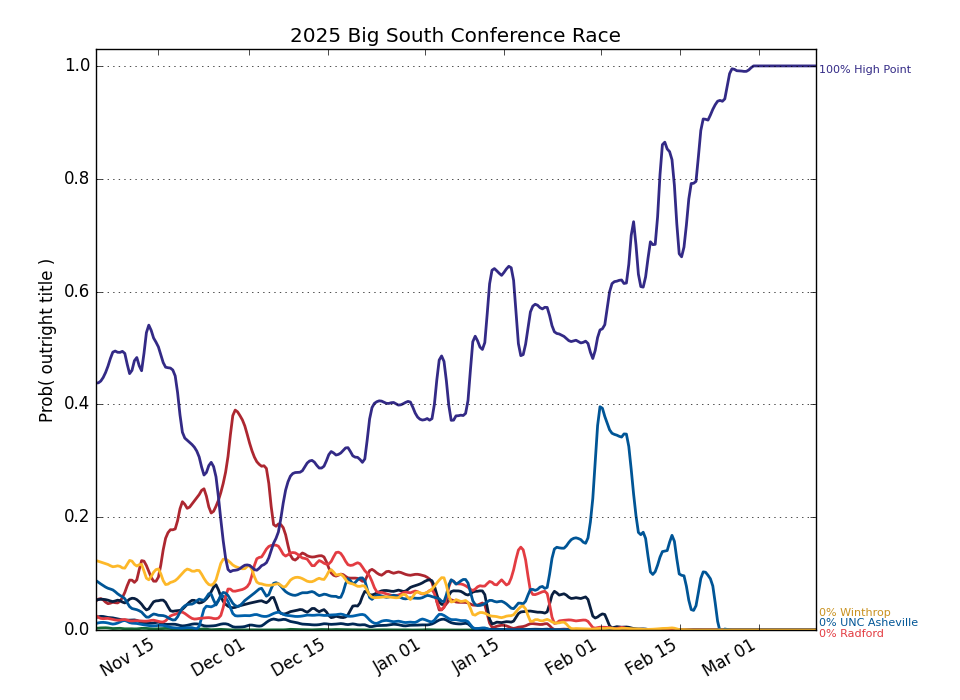 2025 Big South Conference Race
1.0
0.8
0.6
0.4
0.2
0.0
Prob( outright title )
100% High Point
0% Winthrop
0% UNC Asheville
0% Radford
Nov 15
Dec 01
Dec 15
Jan 01
Jan 15
Feb 01
Feb 15
Mar 01